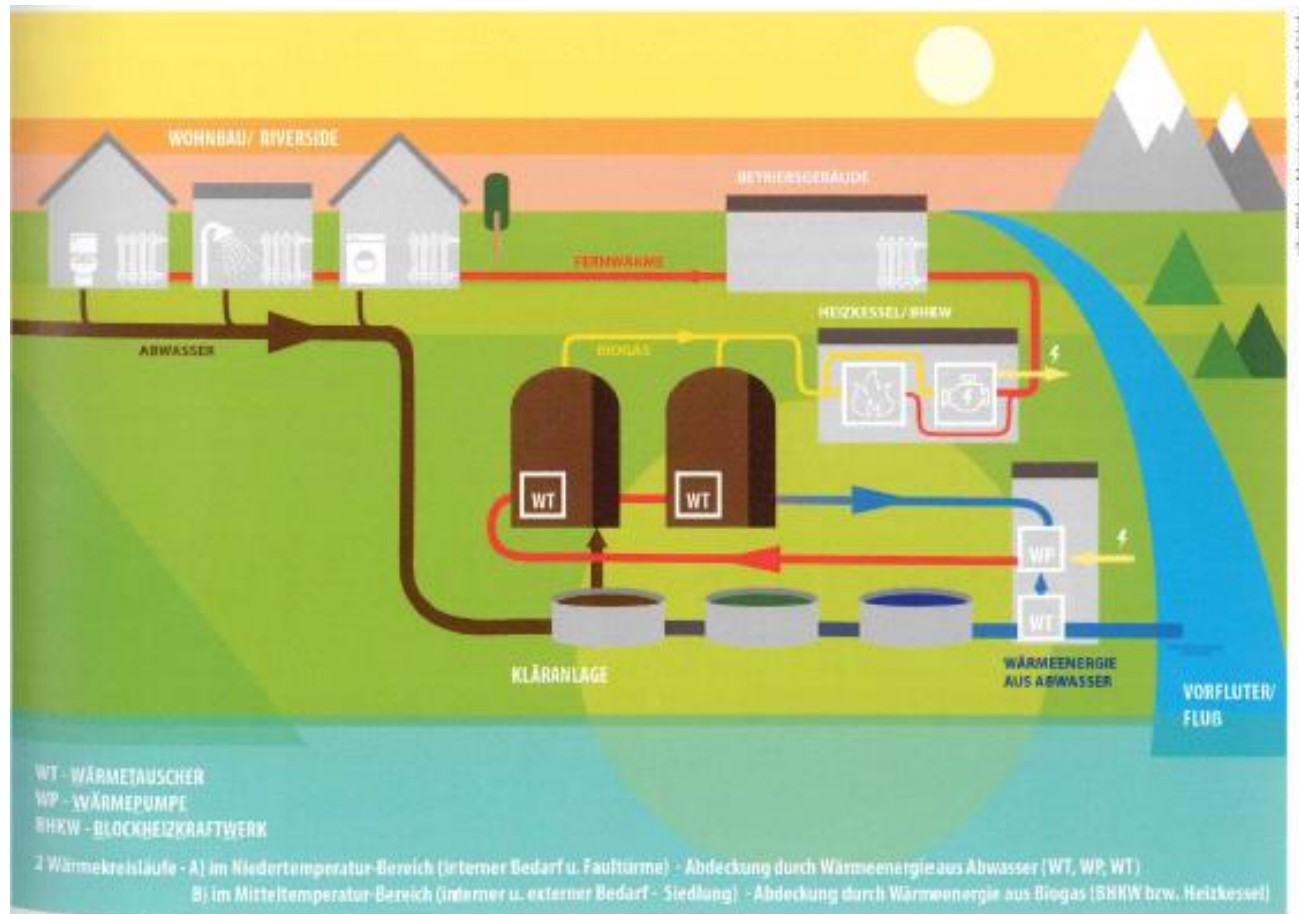 WOHNBAU/ RIVERSIDE
BETRIEBSGEBÄUDE
FERNWÄRME
HEIZKESSEL/BHKW
ABWASSER
BIOGAS
WT
WT
WP
WT
KLÄRANLAGE
WÄRMEENERGIE
AUS ABWASSER
VORFLUTER/
FLUß
WT - WÄRMETAUSCHER
WP - WÄRMEPUMPE
BHKW - BLOCKHEIZKRAFTWERK
2 Wärmekreisläufe - A) im Niedertemperatur-Bereich (interner Bedarf u. Faultürme) - Abdeckung durch Wärmeenergie aus Abwasser (WT, WP, WT)
B) im Mitteltemperatur-Bereich (interner u. externer Bedarf - Siedlung) - Abdeckung durch Wärmeenergie aus Biogas (BHKW bzw. Heizkessel)